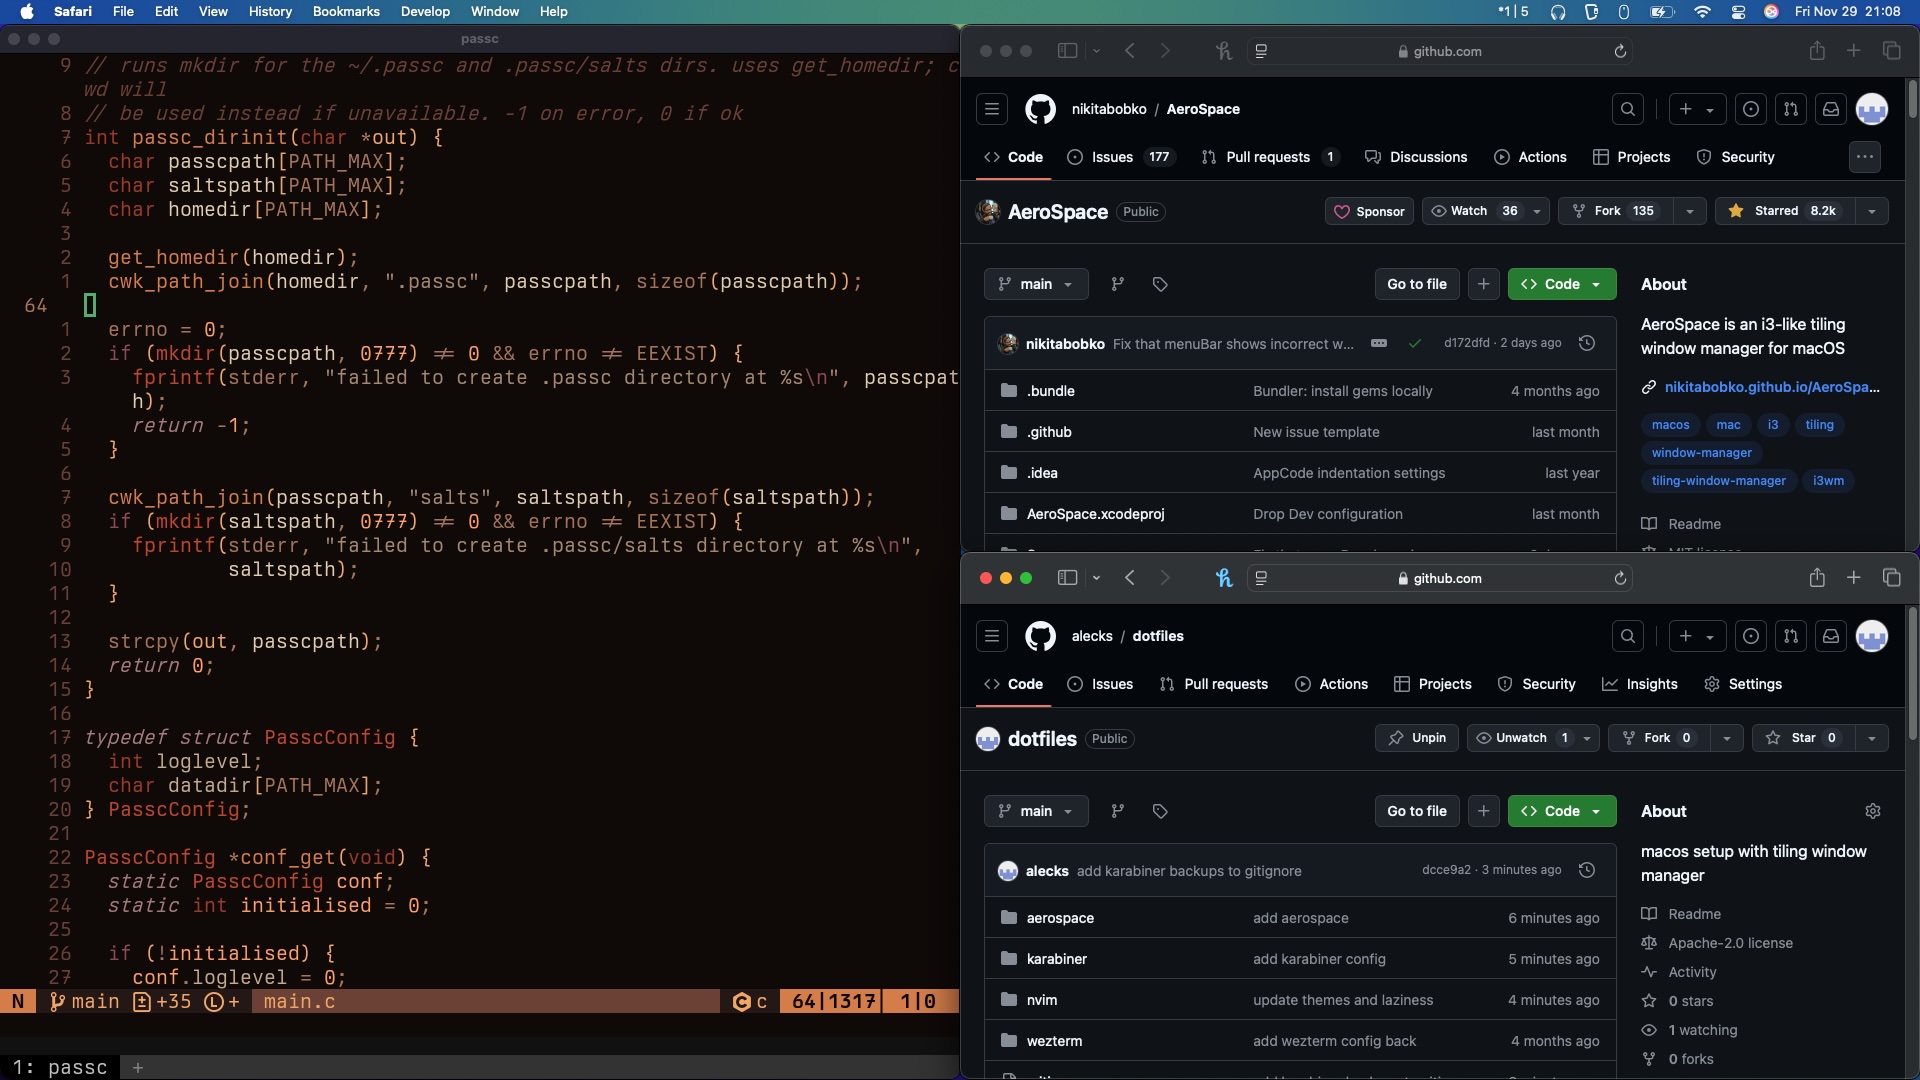 Safari File Edit View History Bookmarks Develop Window Help
*1 | 5 Fri Nov 29 21:08
passc
9 // runs mkdir for the ~/.passc and .passc/salts dirs. uses get_homedir; c
wd will
8 // be used instead if unavailable. -1 on error, 0 if ok
7 int passc_dirinit(char *out) {
6 char passcpath[PATH_MAX];
5 char saltspath[PATH_MAX];
4 char homedir[PATH_MAX];
3
2 get_homedir(homedir);
1 cwk_path_join(homedir, ".passc", passcpath, sizeof(passcpath));
64
1 errno = 0;
2 if (mkdir(passcpath, 0777) != 0 && errno != EEXIST) {
3 fprintf(stderr, "failed to create .passc directory at %s\n", passcpat
h);
4 return -1;
5 }
6
7 cwk_path_join(passcpath, "salts", saltspath, sizeof(saltspath));
8 if (mkdir(saltspath, 0777) != 0 && errno != EEXIST) {
9 fprintf(stderr, "failed to create .passc/salts directory at %s\n",
10 saltspath);
11 }
12
13 strcpy(out, passcpath);
14 return 0;
15 }
16
17 typedef struct PasscConfig {
18 int loglevel;
19 char datadir[PATH_MAX];
20 } PasscConfig;
21
22 PasscConfig *conf_get(void) {
23 static PasscConfig conf;
24 static int initialised = 0;
25
26 if (!initialised) {
27 conf.loglevel = 0;
N main +35 L + main.c C c 64|1317| 1|0
1: passc +
github.com
nikitabobko / AeroSpace
Code Issues 177 Pull requests 1 Discussions Actions Projects Security
AeroSpace Public Sponsor Watch 36 Fork 135 Starred 8.2k
main Go to file Code
About
AeroSpace is an i3-like tiling
window manager for macOS
nikitabobko Fix that menuBar shows incorrect w... d172dfd · 2 days ago
nikitabobko.github.io/AeroSpa...
.bundle Bundler: install gems locally 4 months ago
macos mac i3 tiling
.github New issue template last month
window-manager
.idea AppCode indentation settings last year
tiling-window-manager i3wm
AeroSpace.xcodeproj Drop Dev configuration last month
Readme
github.com
alecks / dotfiles
Code Issues Pull requests Actions Projects Security Insights Settings
dotfiles Public Unpin Unwatch 1 Fork 0 Star 0
main Go to file Code
About
macos setup with tiling window
manager
alecks add karabiner backups to gitignore dcce9a2 · 3 minutes ago
aerospace add aerospace 6 minutes ago
Readme
Apache-2.0 license
karabiner add karabiner config 5 minutes ago
Activity
nvim update themes and laziness 4 minutes ago
0 stars
1 watching
wezterm add wezterm config back 4 months ago
0 forks